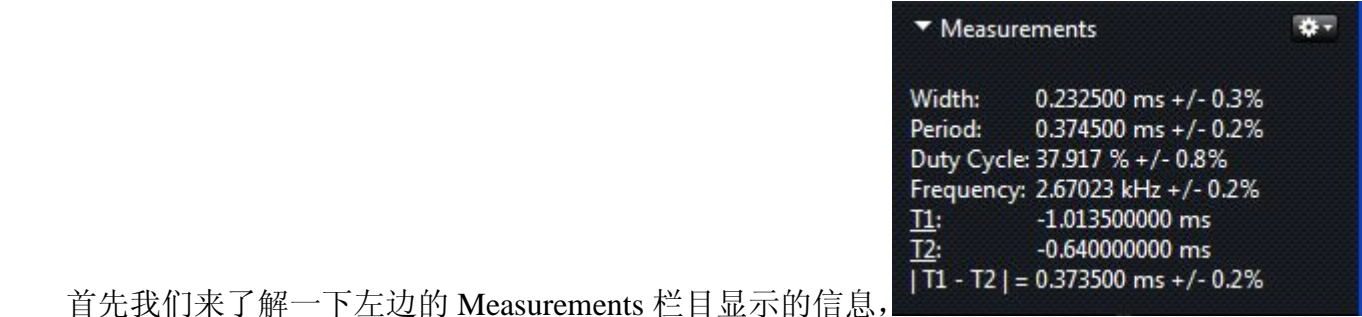 Measurements
Width: 0.232500 ms +/- 0.3%
Period: 0.374500 ms +/- 0.2%
Duty Cycle: 37.917 % +/- 0.8%
Frequency: 2.67023 kHz +/- 0.2%
T1: -1.013500000 ms
T2: -0.640000000 ms
| T1 - T2 | = 0.373500 ms +/- 0.2%
首先我们来了解一下左边的 Measurements 栏目显示的信息，